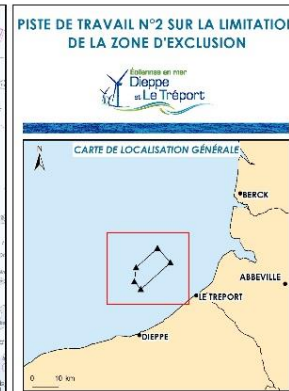 PISTE DE TRAVAIL N°2 SUR LA LIMITATION
DE LA ZONE D'EXCLUSION
Éoliennes en mer
Dieppe
et Le Tréport
CARTE DE LOCALISATION GÉNÉRALE
N
BERCK
ABBEVILLE
LE TREPORT
DIEPPE
0 10 km